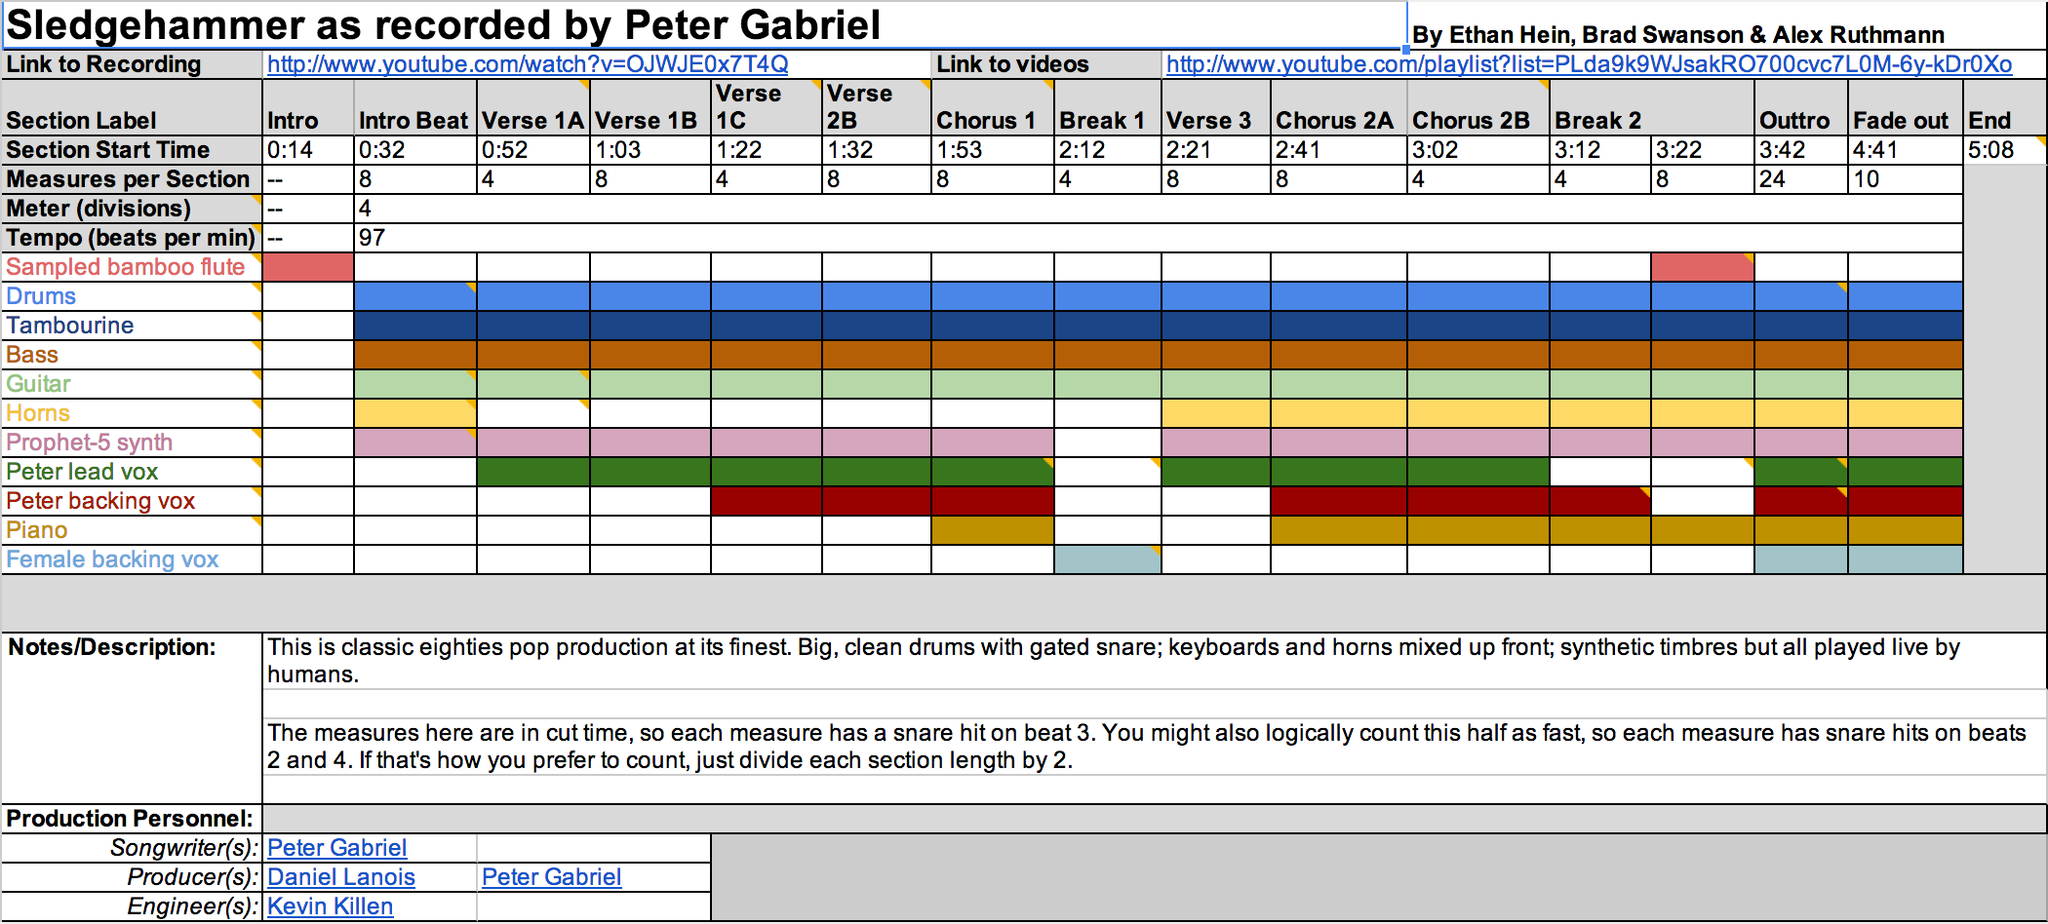 Sledgehammer as recorded by Peter Gabriel
By Ethan Hein, Brad Swanson & Alex Ruthmann
Link to Recording http://www.youtube.com/watch?v=OJWJE0x7T4Q Link to videos http://www.youtube.com/playlist?list=PLda9k9WJsakRO700cvc7L0M-6y-kDr0Xo
Section Label Intro Intro Beat Verse 1A Verse 1B Verse 1C Verse 2B Chorus 1 Break 1 Verse 3 Chorus 2A Chorus 2B Break 2 Outtro Fade out End
Section Start Time 0:14 0:32 0:52 1:03 1:22 1:32 1:53 2:12 2:21 2:41 3:02 3:12 3:22 3:42 4:41 5:08
Measures per Section -- 8 4 8 4 8 8 4 8 8 4 4 8 24 10
Meter (divisions) -- 4
Tempo (beats per min) -- 97
Sampled bamboo flute
Drums
Tambourine
Bass
Guitar
Horns
Prophet-5 synth
Peter lead vox
Peter backing vox
Piano
Female backing vox
Notes/Description: This is classic eighties pop production at its finest. Big, clean drums with gated snare; keyboards and horns mixed up front; synthetic timbres but all played live by
humans.
The measures here are in cut time, so each measure has a snare hit on beat 3. You might also logically count this half as fast, so each measure has snare hits on beats
2 and 4. If that's how you prefer to count, just divide each section length by 2.
Production Personnel:
Songwriter(s): Peter Gabriel
Producer(s): Daniel Lanois Peter Gabriel
Engineer(s): Kevin Killen